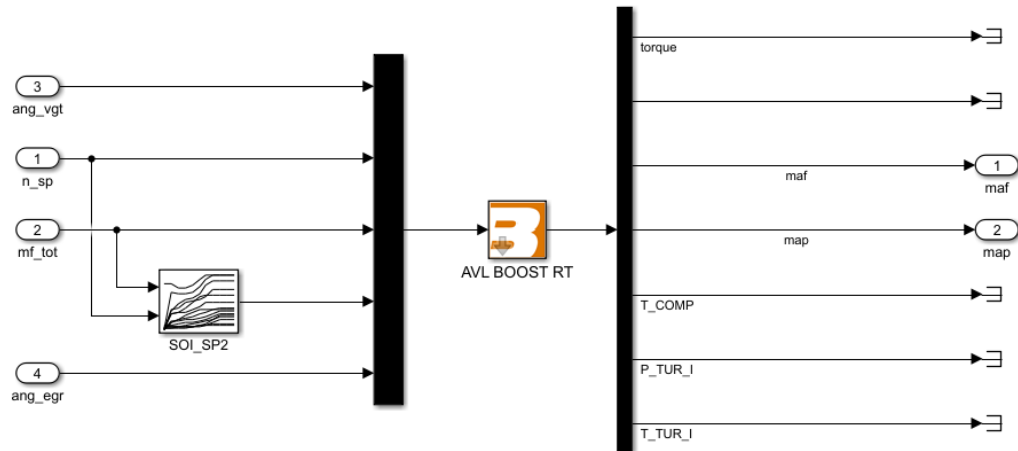 torque
3
ang_vgt
1
n_sp
maf
1
maf
2
mf_tot
map
2
map
AVL BOOST RT
SOI_SP2
T_COMP
4
ang_egr
P_TUR_I
T_TUR_I